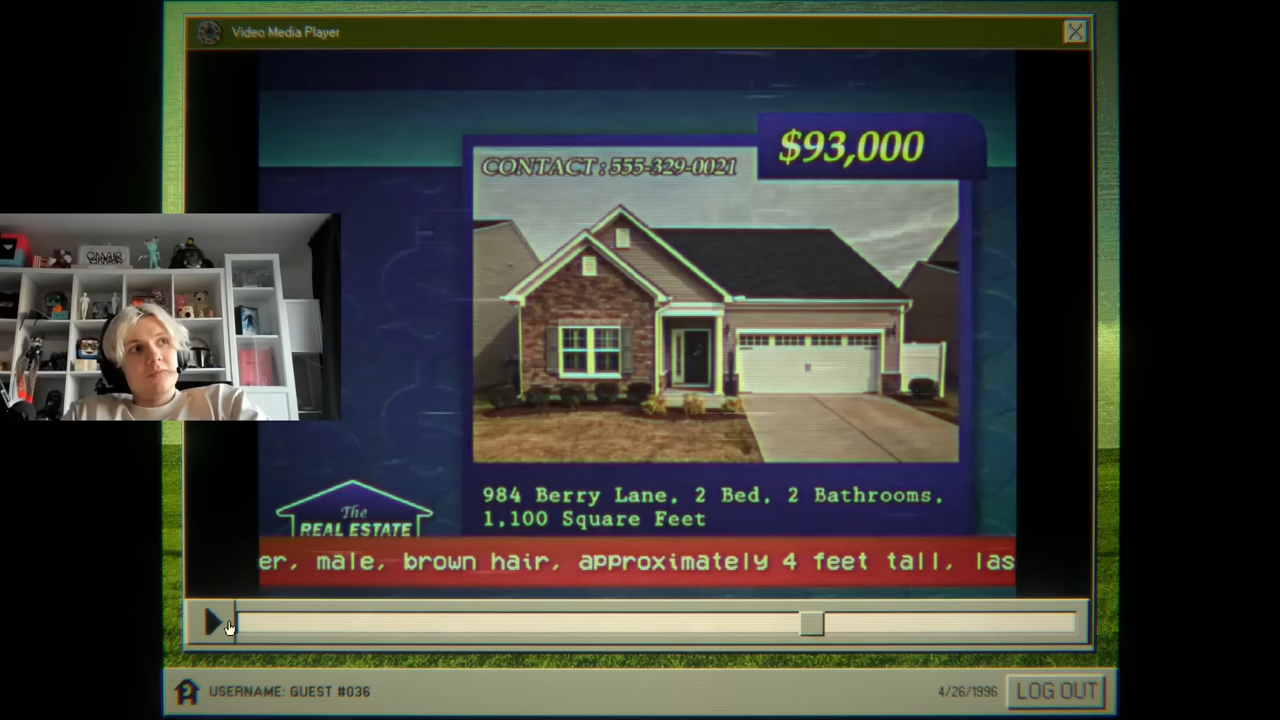 Video Media Player
$93,000
CONTACT : 555-329-0021
984 Berry Lane, 2 Bed, 2 Bathrooms,
1,100 Square Feet
The
REAL ESTATE
er, male, brown hair, approximately 4 feet tall, las
USERNAME: GUEST #036
4/26/1996
LOG OUT